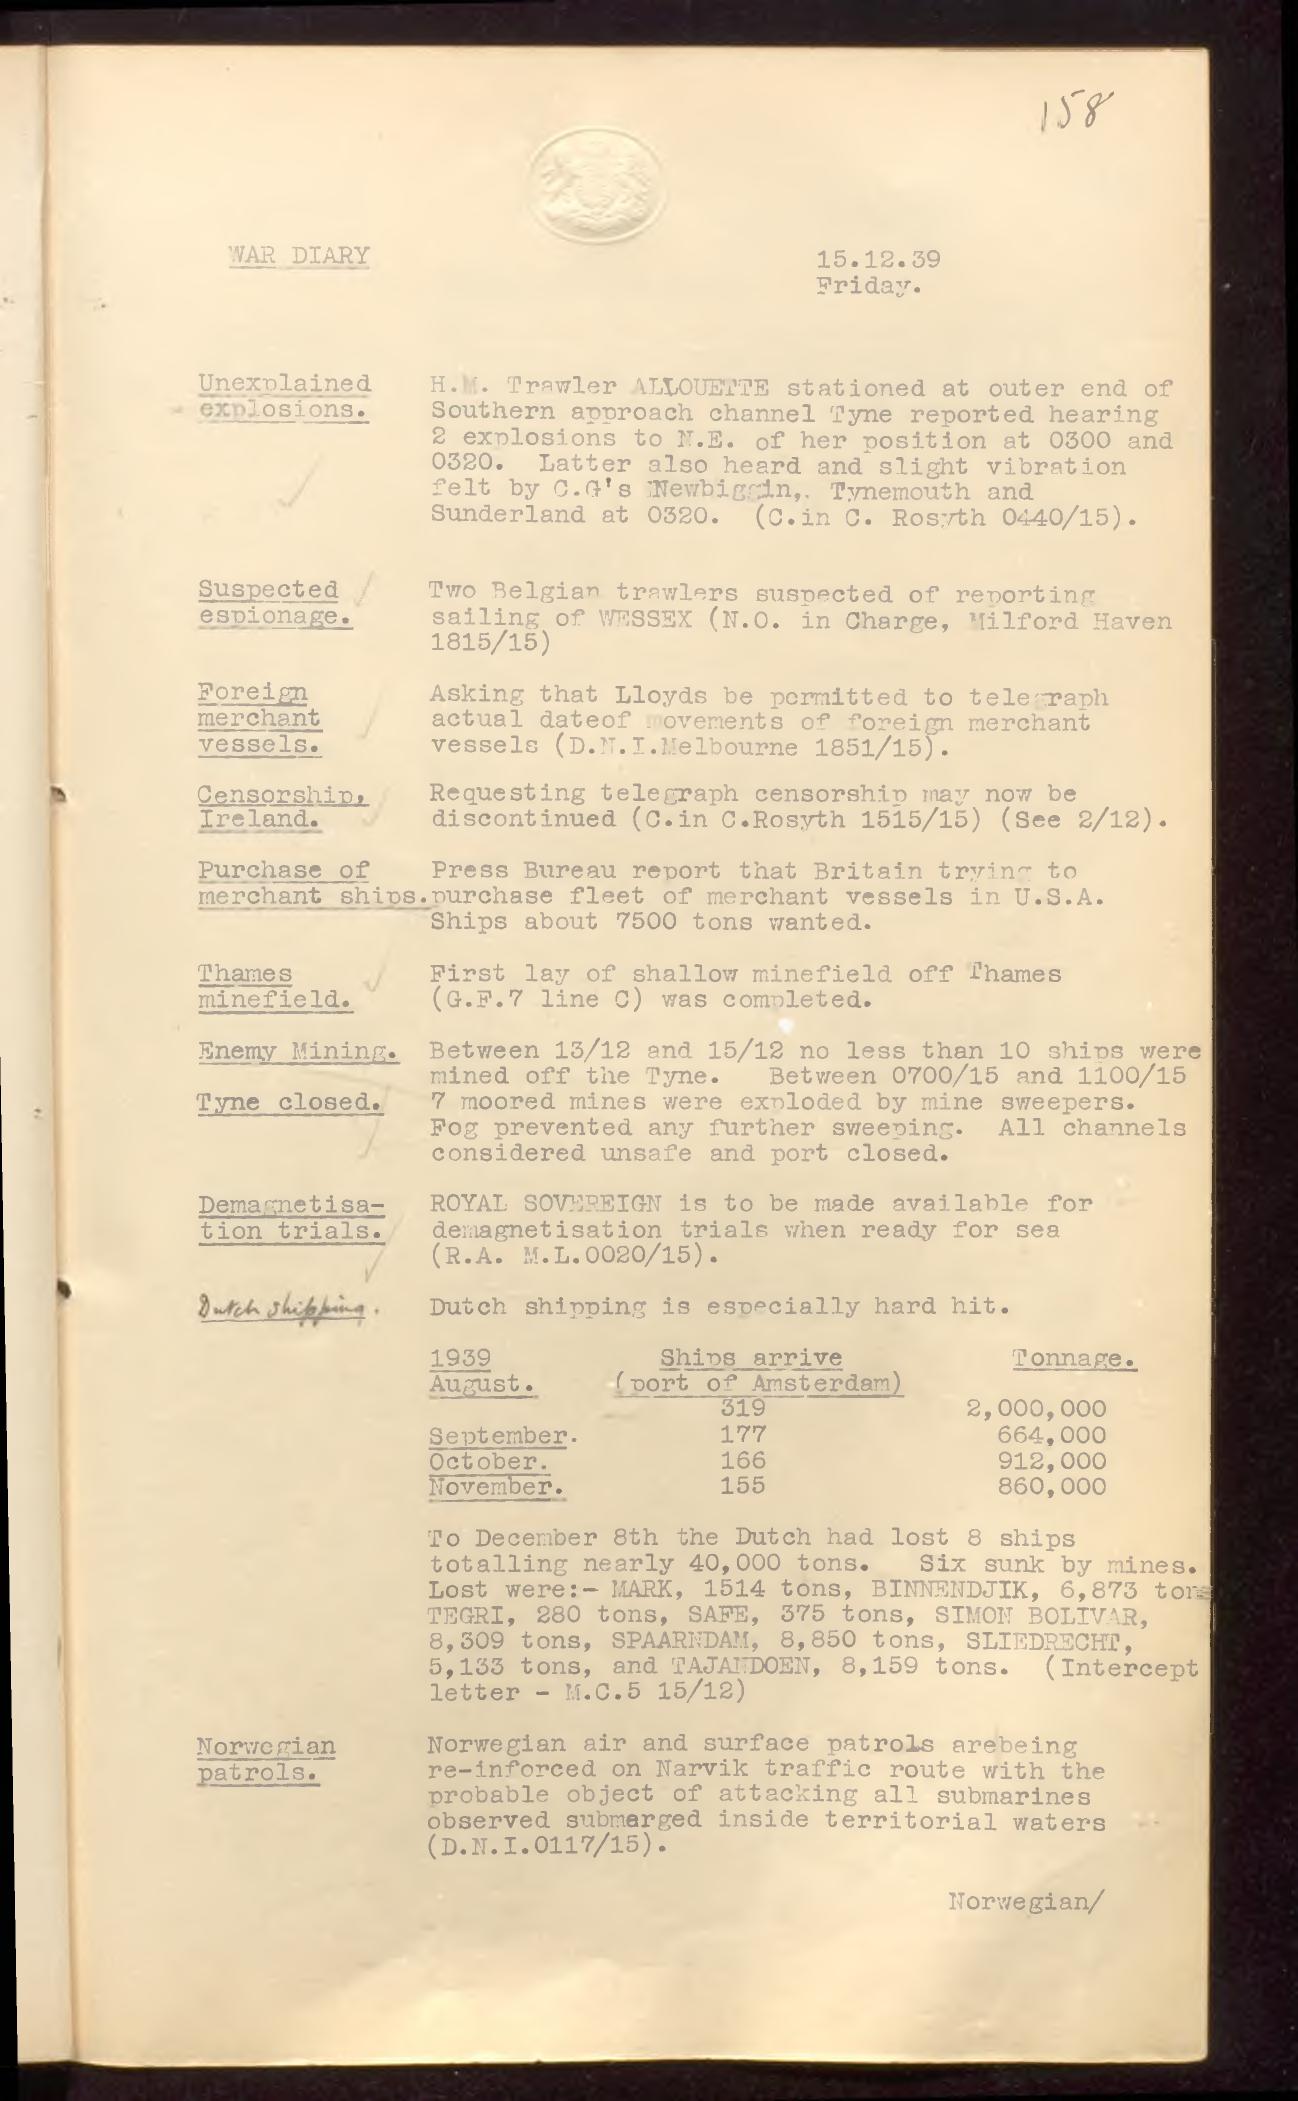 158
WAR DIARY
15.12.39
Friday.
Unexplained
explosions.
H.M. Trawler ALLOUETTE stationed at outer end of
Southern approach channel Tyne reported hearing
2 explosions to N.E. of her position at 0300 and
0320. Latter also heard and slight vibration
felt by C.G's Newbiggin,. Tynemouth and
Sunderland at 0320. (C.in C. Rosyth 0440/15).
Suspected
espionage.
Two Belgian trawlers suspected of reporting
sailing of WESSEX (N.O. in Charge, Milford Haven
1815/15)
Foreign
merchant
vessels.
Asking that Lloyds be permitted to telegraph
actual dateof movements of foreign merchant
vessels (D.N.I.Melbourne 1851/15).
Censorship,
Ireland.
Requesting telegraph censorship may now be
discontinued (C.in C.Rosyth 1515/15) (See 2/12).
Purchase of
merchant ships.
Press Bureau report that Britain trying to
purchase fleet of merchant vessels in U.S.A.
Ships about 7500 tons wanted.
Thames
minefield.
First lay of shallow minefield off Thames
(G.F.7 line C) was completed.
Enemy Mining.
Tyne closed.
Between 13/12 and 15/12 no less than 10 ships were
mined off the Tyne. Between 0700/15 and 1100/15
7 moored mines were exploded by mine sweepers.
Fog prevented any further sweeping. All channels
considered unsafe and port closed.
Demagnetisa-
tion trials.
ROYAL SOVEREIGN is to be made available for
demagnetisation trials when ready for sea
(R.A. M.L.0020/15).
Dutch shipping.
Dutch shipping is especially hard hit.
1939 Ships arrive Tonnage.
August. (port of Amsterdam)
319 2,000,000
September. 177 664,000
October. 166 912,000
November. 155 860,000
To December 8th the Dutch had lost 8 ships
totalling nearly 40,000 tons. Six sunk by mines.
Lost were:- MARK, 1514 tons, BINNENDJIK, 6,873 tons
TEGRI, 280 tons, SAFE, 375 tons, SIMON BOLIVAR,
8,309 tons, SPAARNDAM, 8,850 tons, SLIEDRECHT,
5,133 tons, and TAJANDOEN, 8,159 tons. (Intercept
letter - M.C.5 15/12)
Norwegian
patrols.
Norwegian air and surface patrols arebeing
re-inforced on Narvik traffic route with the
probable object of attacking all submarines
observed submerged inside territorial waters
(D.N.I.0117/15).
Norwegian/